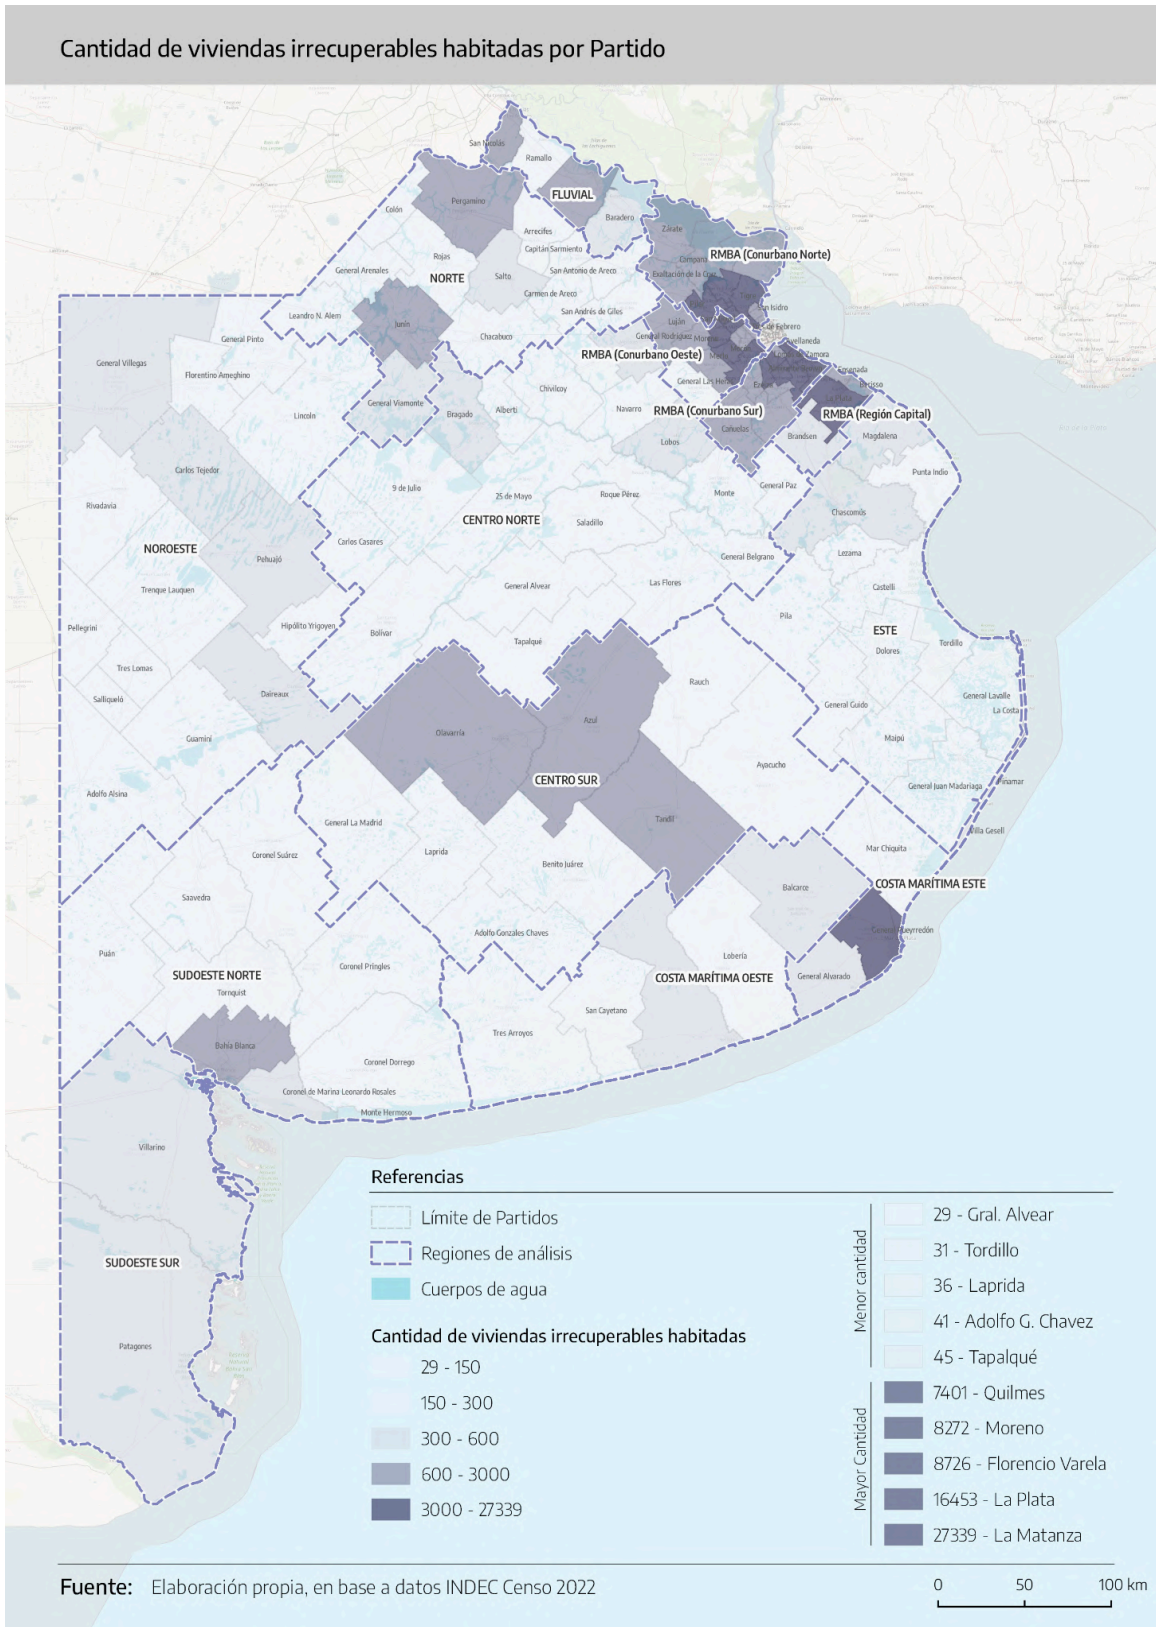 Cantidad de viviendas irrecuperables habitadas por Partido
San Nicolás
Ramallo
FLUVIAL
Pergamino
Colón
Baradero
Zárate
Arrecifes
Capitán Sarmiento
Rojas
RMBA (Conurbano Norte)
Campana
General Arenales
NORTE
Salto
San Antonio de Areco
Exaltación de la Cruz
Carmen de Areco
Leandro N. Alem
San Andrés de Giles
Junín
Luján
General Pinto
Chacabuco
General Rodríguez
RMBA (Conurbano Oeste)
General Villegas
Florentino Ameghino
General Las Heras
Chivilcoy
Lincoln
General Viamonte
Bragado
Alberti
Navarro
RMBA (Conurbano Sur)
RMBA (Región Capital)
La Plata
Cañuelas
Brandsen
Magdalena
Lobos
Carlos Tejedor
Punta Indio
Rivadavia
9 de Julio
25 de Mayo
Roque Pérez
Monte
General Paz
Chascomús
CENTRO NORTE
Saladillo
NOROESTE
Carlos Casares
Lozama
Pehuajó
General Belgrano
Trenque Lauquen
General Alvear
Las Flores
Castelli
Pellegrini
Hipólito Yrigoyen
Bolívar
Pila
ESTE
Tapalqué
Dolores
Tordillo
Tres Lomas
Salliqueló
Daireaux
Rauch
General Lavalle
La Costa
General Guido
Guaminí
Olavarría
Azul
Maipú
Ayacucho
CENTRO SUR
General Juan Madariaga
Pinamar
Adolfo Alsina
General La Madrid
Tandil
Villa Gesell
Laprida
Mar Chiquita
Coronel Suárez
Benito Juárez
Balcarce
COSTA MARÍTIMA ESTE
Saavedra
Adolfo Gonzales Chaves
General Pueyrredón
Puán
Lobería
Coronel Pringles
SUDOESTE NORTE
COSTA MARÍTIMA OESTE
General Alvarado
Tornquist
San Cayetano
Tres Arroyos
Bahía Blanca
Coronel Dorrego
Coronel de Marina Leonardo Rosales
Monte Hermoso
Villarino
SUDOESTE SUR
Patagones
Referencias
Límite de Partidos
Regiones de análisis
Cuerpos de agua
Cantidad de viviendas irrecuperables habitadas
29 - 150
150 - 300
300 - 600
600 - 3000
3000 - 27339
Menor cantidad
29 - Gral. Alvear
31 - Tordillo
36 - Laprida
41 - Adolfo G. Chavez
45 - Tapalqué
Mayor Cantidad
7401 - Quilmes
8272 - Moreno
8726 - Florencio Varela
16453 - La Plata
27339 - La Matanza
Fuente: Elaboración propia, en base a datos INDEC Censo 2022
0 50 100 km